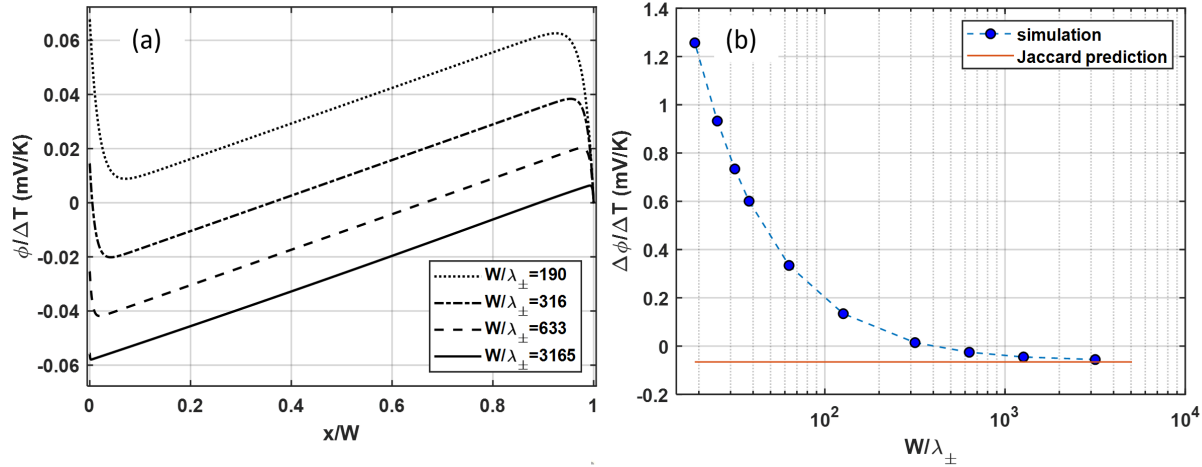 (a)
0.06
0.04
0.02
0
-0.02
-0.04
-0.06
ϕ/ΔT (mV/K)
W/λ±=190
W/λ±=316
W/λ±=633
W/λ±=3165
0 0.2 0.4 0.6 0.8 1
x/W
(b)
1.4
1.2
1
0.8
0.6
0.4
0.2
0
-0.2
Δϕ/ΔT (mV/K)
simulation
Jaccard prediction
10² 10³ 10⁴
W/λ±